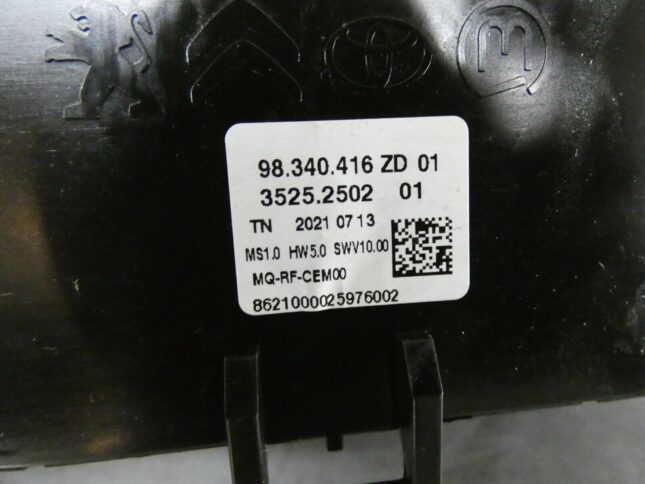 98.340.416 ZD 01
3525.2502 01
TN 2021 07 13
MS1.0 HW5.0 SWV10.00
MQ-RF-CEM00
8621000025976002